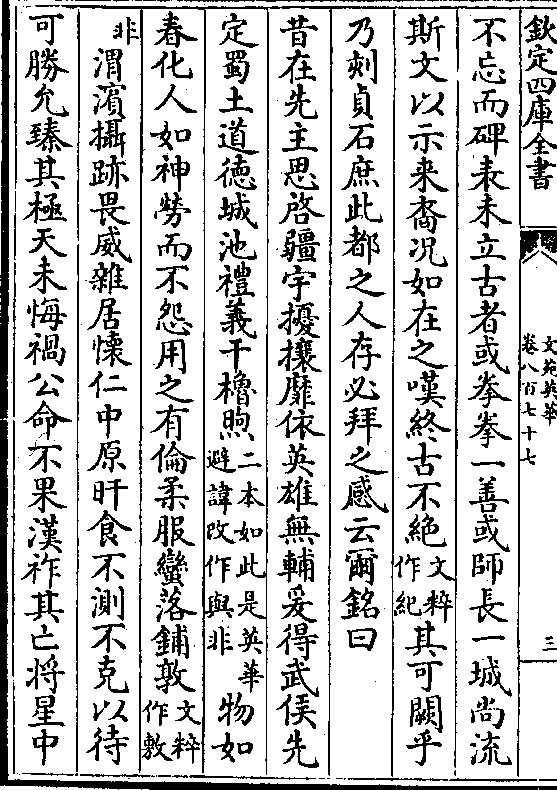 欽定四庫全書
文苑英華
卷八百七十七
三
不忘而碑表未立古者或拳拳一善或師長一城尚流
斯文以示来裔况如在之嘆終古不絶文粹作紀其可闕乎
乃刻貞石庶此都之人存必拜之感云爾銘曰
昔在先主思啓疆宇擾攘靡依英雄無輔爰得武侯先
定蜀土道德城池禮義干櫓煦二本如此是英華避諱改作與非物如
春化人如神勞而不怨用之有倫柔服蠻落鋪敦文粹作敷
非渭濱攝跡畏威雜居懷仁中原旰食不測不克以待
可勝允臻其極天未悔禍公命不果漢祚其亡将星中